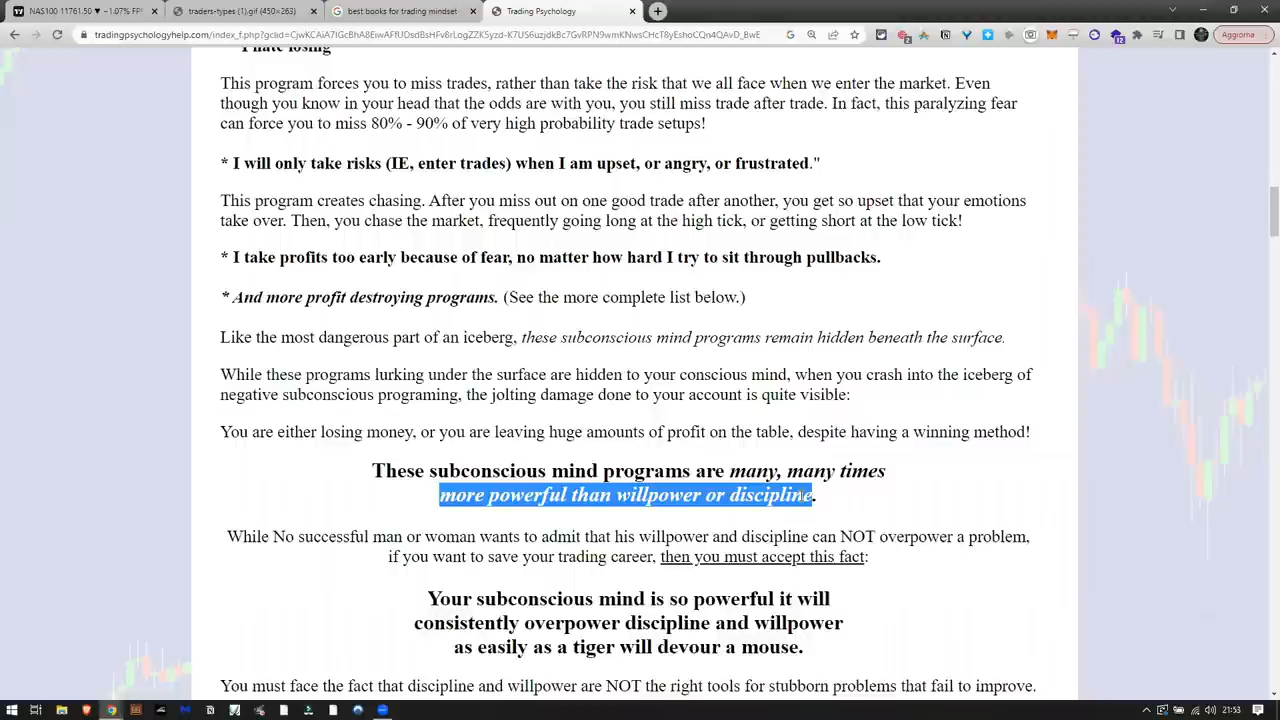 NAS100 11761.50 ▼ −1.07% FP!
traders-types (1).gif (450×263)
best books for trading mindset
Trading Psychology
Aggiorna
"I hate losing"
This program forces you to miss trades, rather than take the risk that we all face when we enter the market. Even
though you know in your head that the odds are with you, you still miss trade after trade. In fact, this paralyzing fear
can force you to miss 80% - 90% of very high probability trade setups!
* I will only take risks (IE, enter trades) when I am upset, or angry, or frustrated."
This program creates chasing. After you miss out on one good trade after another, you get so upset that your emotions
take over. Then, you chase the market, frequently going long at the high tick, or getting short at the low tick!
* I take profits too early because of fear, no matter how hard I try to sit through pullbacks.
* And more profit destroying programs. (See the more complete list below.)
Like the most dangerous part of an iceberg, these subconscious mind programs remain hidden beneath the surface.
While these programs lurking under the surface are hidden to your conscious mind, when you crash into the iceberg of
negative subconscious programing, the jolting damage done to your account is quite visible:
You are either losing money, or you are leaving huge amounts of profit on the table, despite having a winning method!
These subconscious mind programs are many, many times
more powerful than willpower or discipline.
While No successful man or woman wants to admit that his willpower and discipline can NOT overpower a problem,
if you want to save your trading career, then you must accept this fact:
Your subconscious mind is so powerful it will
consistently overpower discipline and willpower
as easily as a tiger will devour a mouse.
You must face the fact that discipline and willpower are NOT the right tools for stubborn problems that fail to improve.
21:53